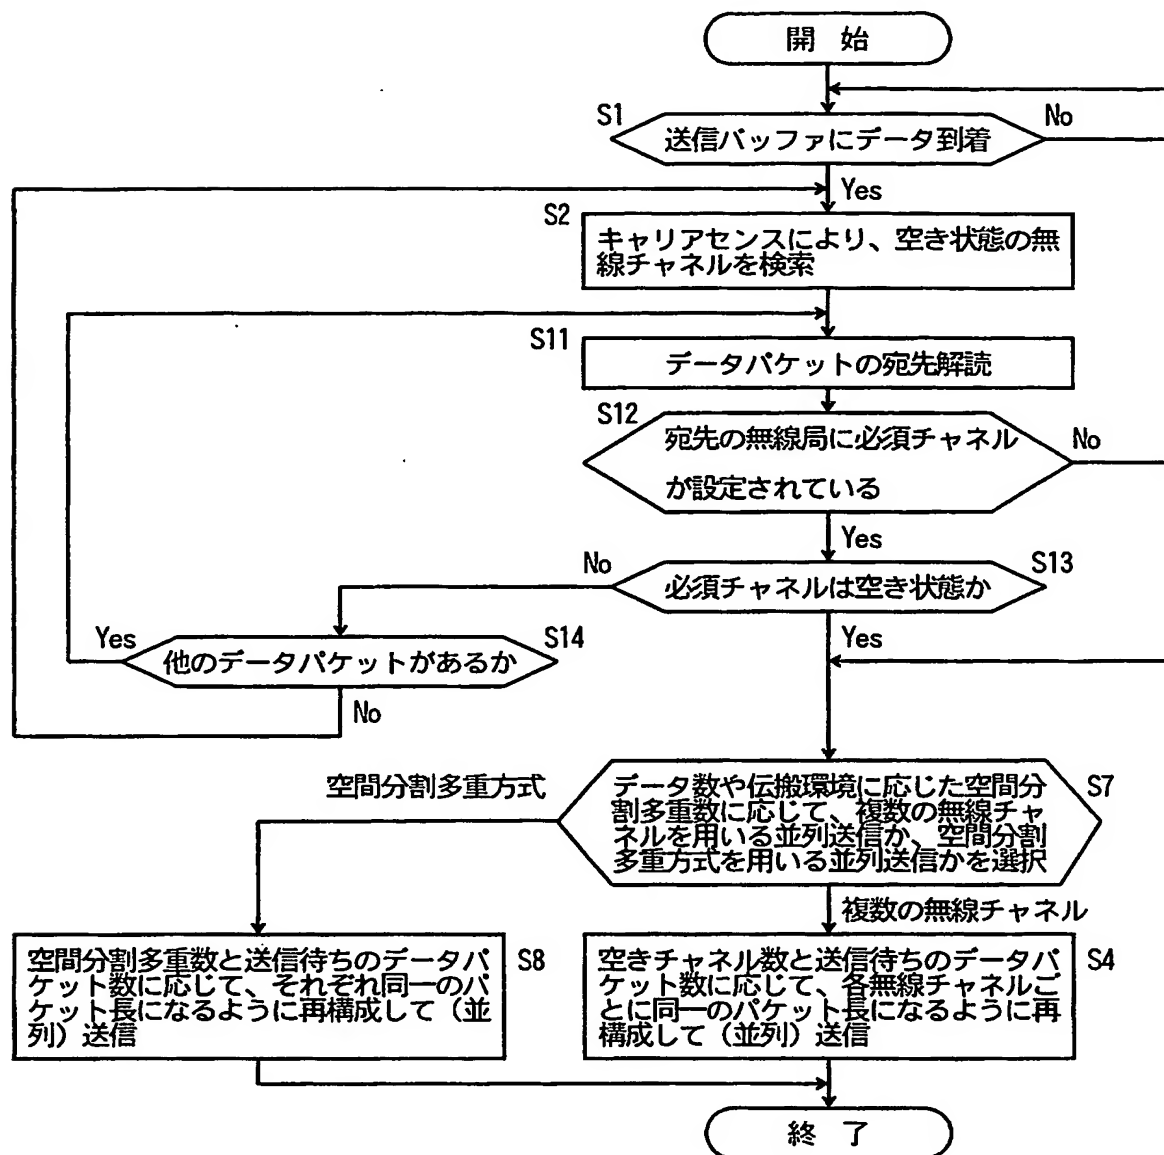 開 始
S1
送信バッファにデータ到着
No
Yes
S2
キャリアセンスにより、空き状態の無
線チャネルを検索
S11
データパケットの宛先解読
S12
宛先の無線局に必須チャネル
が設定されている
No
Yes
No
必須チャネルは空き状態か
S13
Yes
Yes
他のデータパケットがあるか
S14
No
空間分割多重方式
データ数や伝搬環境に応じた空間分
割多重数に応じて、複数の無線チャ
ネルを用いる並列送信か、空間分割
多重方式を用いる並列送信かを選択
S7
複数の無線チャネル
空間分割多重数と送信待ちのデータパ
ケット数に応じて、それぞれ同一のパ
ケット長になるように再構成して（並
列）送信
S8
空きチャネル数と送信待ちのデータパ
ケット数に応じて、各無線チャネルご
とに同一のパケット長になるように再
構成して（並列）送信
S4
終 了